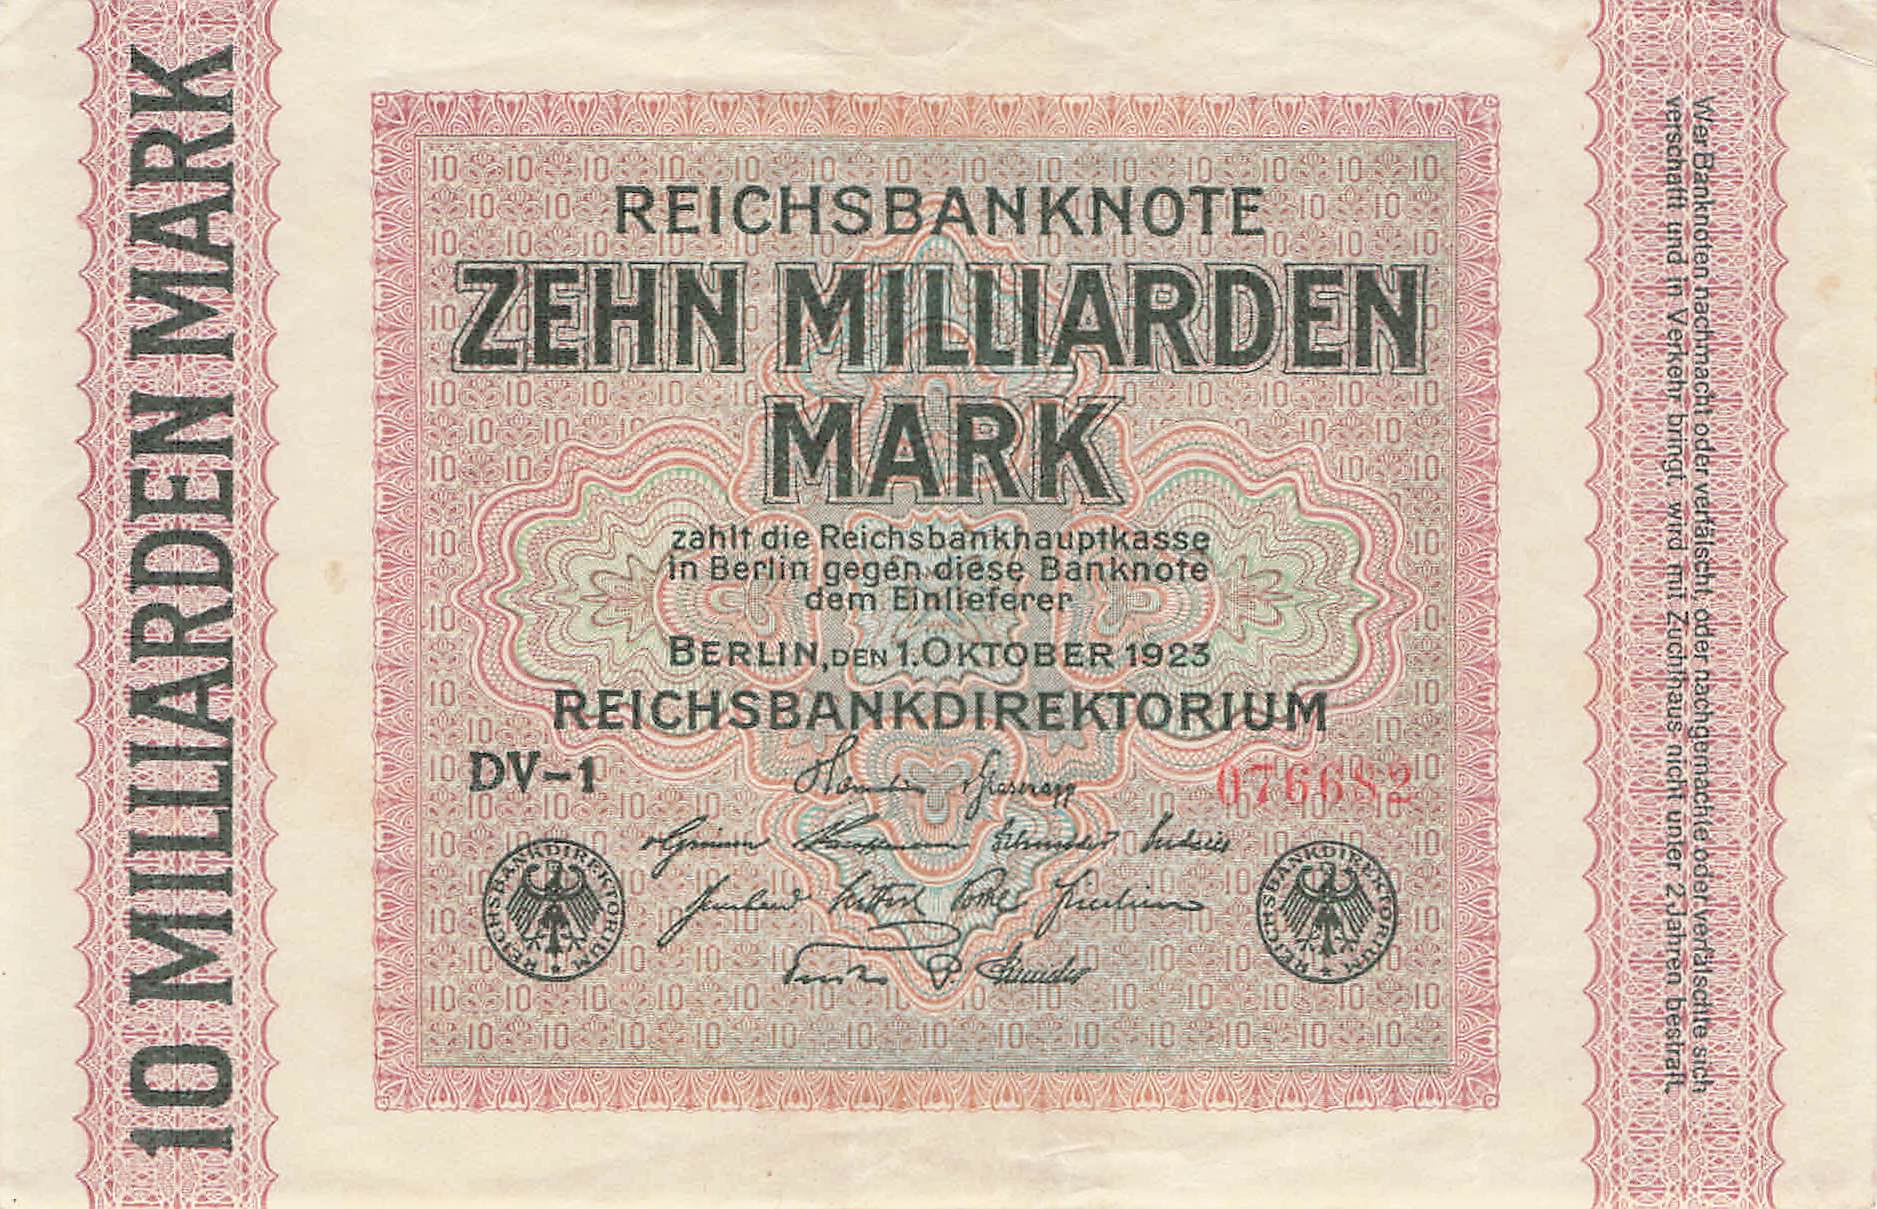 10 MILLIARDEN MARK
REICHSBANKNOTE
ZEHN MILLIARDEN
MARK
zahlt die Reichsbankhauptkasse
in Berlin gegen diese Banknote
dem Einlieferer
BERLIN, DEN 1. OKTOBER 1923
REICHSBANKDIREKTORIUM
DV-1
076682
REICHSBANKDIREKTORIUM
REICHSBANKDIREKTORIUM
Wer Banknoten nachmacht oder verfälscht, oder nachgemachte oder verfälschte sich
verschafft und in Verkehr bringt, wird mit Zuchthaus nicht unter 2 Jahren bestraft.